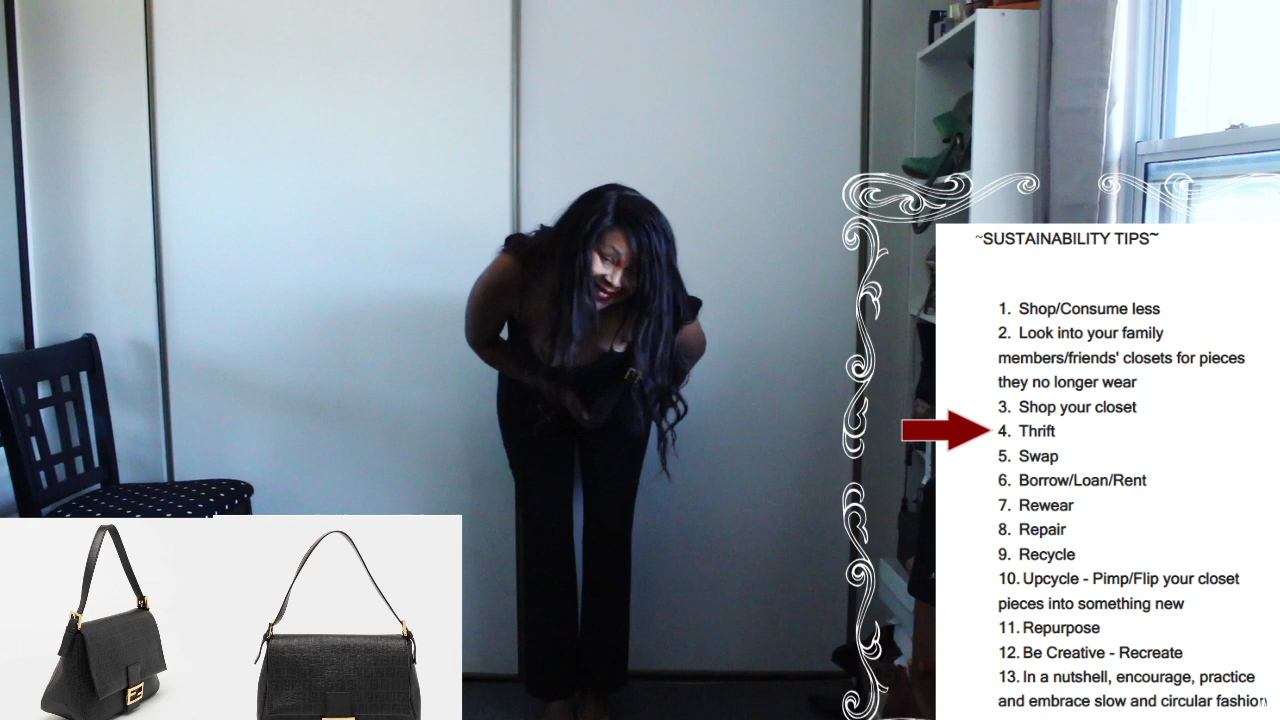 ~SUSTAINABILITY TIPS~
1. Shop/Consume less
2. Look into your family
members/friends' closets for pieces
they no longer wear
3. Shop your closet
4. Thrift
5. Swap
6. Borrow/Loan/Rent
7. Rewear
8. Repair
9. Recycle
10. Upcycle - Pimp/Flip your closet
pieces into something new
11. Repurpose
12. Be Creative - Recreate
13. In a nutshell, encourage, practice
and embrace slow and circular fashion